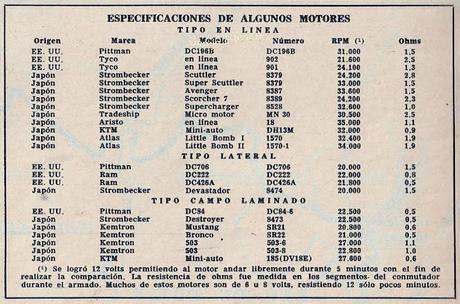 ESPECIFICACIONES DE ALGUNOS MOTORES
TIPO EN LINEA
Origen Marca Modelo Número RPM (¹) Ohms
EE. UU. Pittman DC196B DC196B 31,000 1,5
EE. UU. Tyco en línea 902 21.600 2.5
EE. UU. Tyco en línea 901 24.100 1.3
Japón Strombecker Scuttler 8379 24.200 2.8
Japón Strombecker Super Scuttler 8379 33.000 1.5
Japón Strombecker Avenger 8387 33.600 1.5
Japón Strombecker Scorcher 7 8389 24.200 2.3
Japón Strombecker Supercharger 8528 32.600 1.0
Japón Tradeship Micro motor MN 30 30.500 2.5
Japón Aristo en línea 18 35.000 1,1
Japón KTM Mini-auto DH13M 32.000 0,9
Japón Atlas Little Bomb I 1570 32.400 1.9
Japón Atlas Little Bomb II 1570-1 34.000 1.9
TIPO LATERAL
EE. UU. Pittman DC706 DC706 20.000 1,5
EE. UU. Ram DC222 DC222 22,000 0,8
EE. UU. Ram DC426A DC426A 21,800 0,5
Japón Strombecker Devastador 8474 20.000 1.5
TIPO CAMPO LAMINADO
EE. UU. Pittman DC84 DC84-6 22.500 0,5
Japón Strombecker Destroyer 8473 22.500 0.5
Japón Kemtron Mustang SR21 20.800 0.6
Japón Kemtron Bronco SR22 21.000 0.5
Japón Kemtron 503 503-6 27.000 1,1
Japón Kemtron 503 503-8 22.800 1.0
EE. UU. KTM Mini-auto 18S(DV18E) 27.600 0.6
(¹) Se logró 12 volts permitiendo al motor andar libremente durante 5 minutos con el fin de
realizar la comparación. La resistencia de ohms fue medida en los segmentos del conmutador
durante el armado. Muchos de estos motores son de 6 u 8 volts, resistiendo 12 sólo pocos minutos.